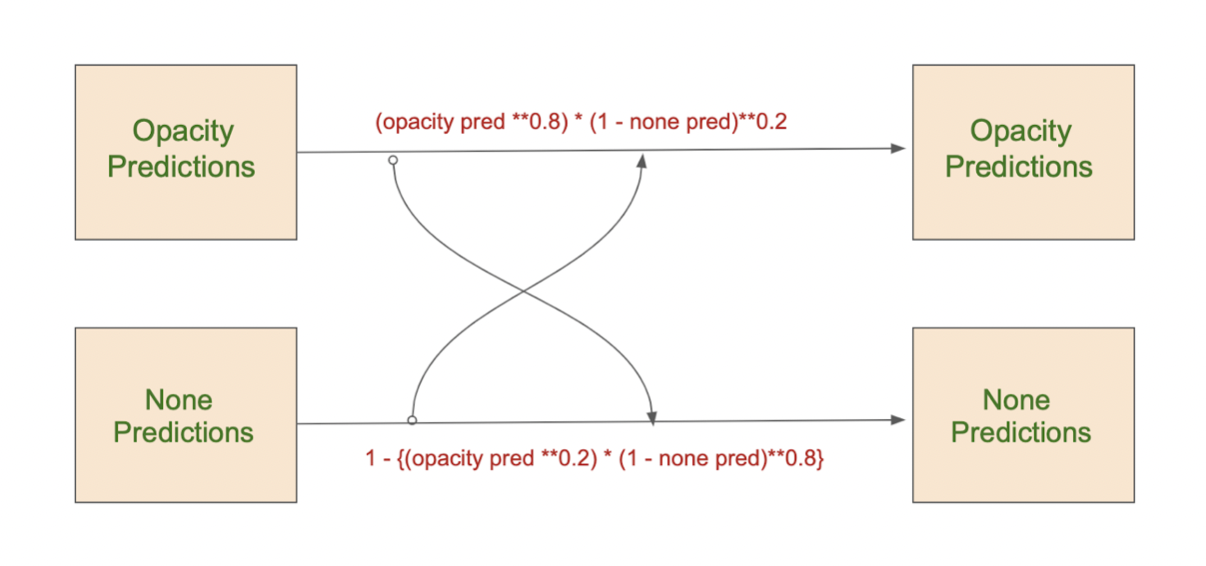 Opacity
Predictions
(opacity pred **0.8) * (1 - none pred)**0.2
Opacity
Predictions
None
Predictions
1 - {(opacity pred **0.2) * (1 - none pred)**0.8}
None
Predictions